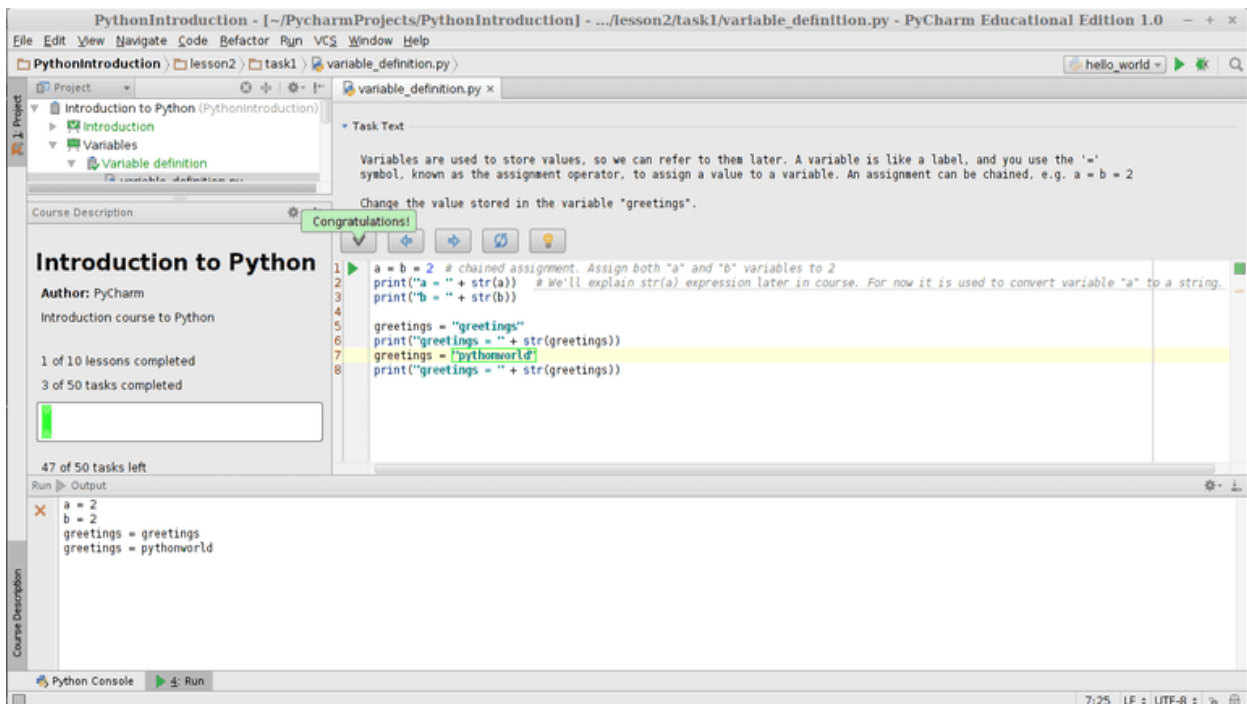 PythonIntroduction - [~/PycharmProjects/PythonIntroduction] - .../lesson2/task1/variable_definition.py - PyCharm Educational Edition 1.0
File Edit View Navigate Code Refactor Run VCS Window Help
PythonIntroduction lesson2 task1 variable_definition.py hello_world
1: Project
Project
Introduction to Python (PythonIntroduction)
Introduction
Variables
Variable definition
variable_definition.py
Course Description
Introduction to Python
Author: PyCharm
Introduction course to Python
1 of 10 lessons completed
3 of 50 tasks completed
47 of 50 tasks left
variable_definition.py ×
Task Text
Variables are used to store values, so we can refer to them later. A variable is like a label, and you use the '='
symbol, known as the assignment operator, to assign a value to a variable. An assignment can be chained, e.g. a = b = 2
Change the value stored in the variable "greetings".
Congratulations!
1 a = b = 2 # chained assignment. Assign both "a" and "b" variables to 2
2 print("a = " + str(a)) # We'll explain str(a) expression later in course. For now it is used to convert variable "a" to a string.
3 print("b = " + str(b))
4
5 greetings = "greetings"
6 print("greetings = " + str(greetings))
7 greetings = "pythonworld"
8 print("greetings = " + str(greetings))
Run Output
a = 2
b = 2
greetings = greetings
greetings = pythonworld
Course Description
Python Console 4: Run
7:25 LF UTF-8